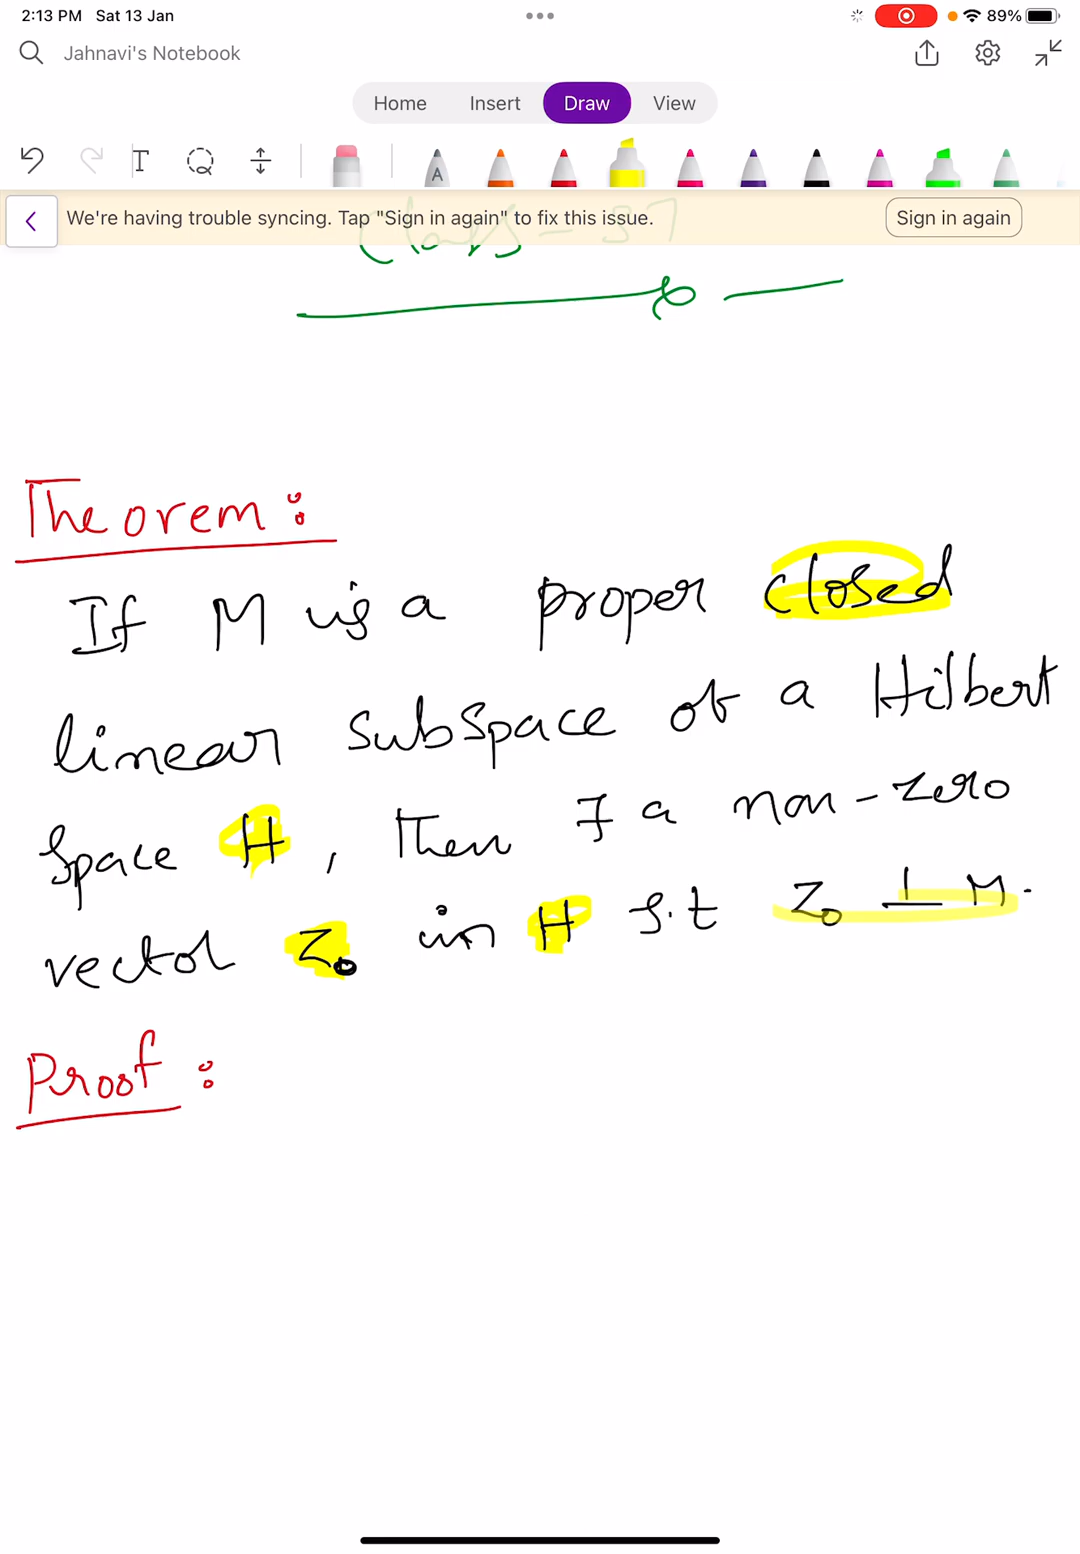 2:13 PM Sat 13 Jan 89%
Jahnavi's Notebook
Home Insert Draw View
T A
We're having trouble syncing. Tap "Sign in again" to fix this issue. Sign in again
Class - 37
Theorem:
If M is a proper closed
linear subspace of a Hilbert
space H, then ∃ a non-zero
vector Z₀ in H s.t Z₀ ⊥ M.
Proof: